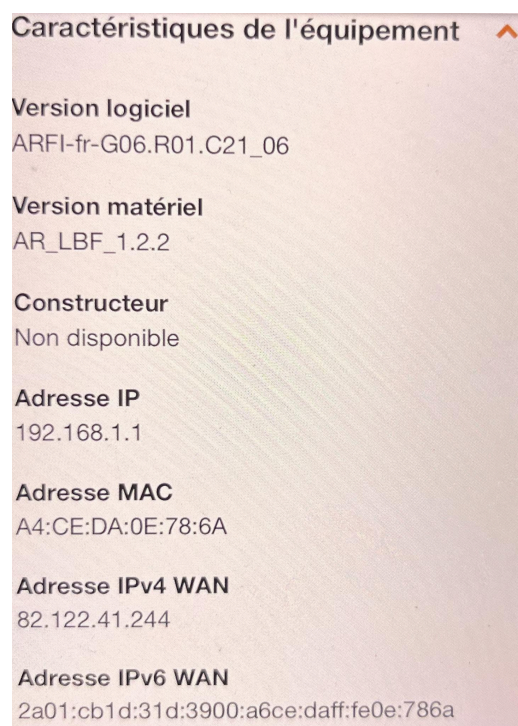 Caractéristiques de l'équipement
Version logiciel
ARFI-fr-G06.R01.C21_06
Version matériel
AR_LBF_1.2.2
Constructeur
Non disponible
Adresse IP
192.168.1.1
Adresse MAC
A4:CE:DA:0E:78:6A
Adresse IPv4 WAN
82.122.41.244
Adresse IPv6 WAN
2a01:cb1d:31d:3900:a6ce:daff:fe0e:786a